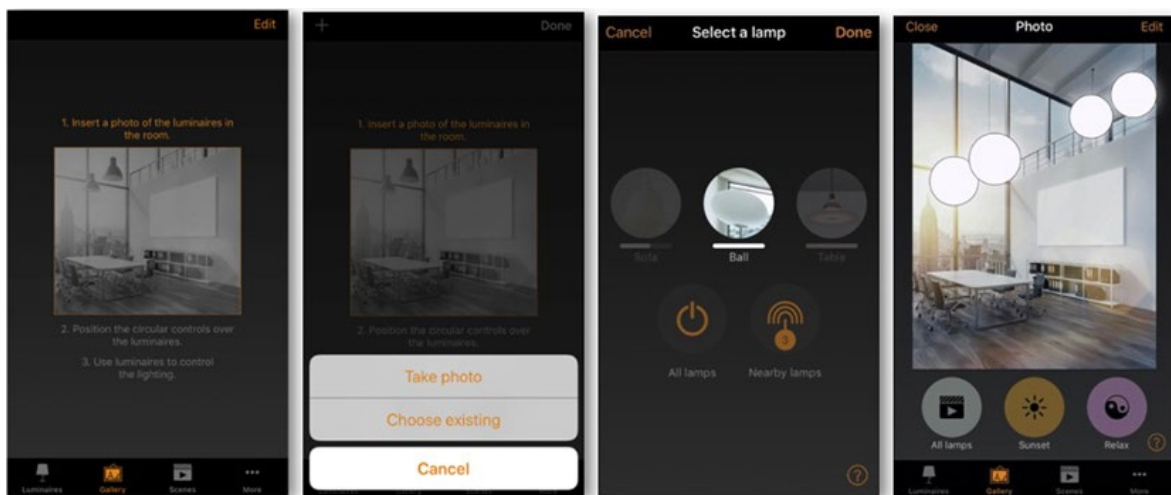 Edit
1. Insert a photo of the luminaires in
the room.
2. Position the circular controls over
the luminaires.
3. Use luminaires to control
the lighting.
Luminaires
Gallery
Scenes
More
+
Done
1. Insert a photo of the luminaires in
the room.
2. Position the circular controls over
the luminaires.
Take photo
Choose existing
Cancel
Cancel
Select a lamp
Done
Sofa
Ball
Table
3
All lamps
Nearby lamps
?
Close
Photo
Edit
All lamps
Sunset
Relax
?
Luminaires
Gallery
Scenes
More